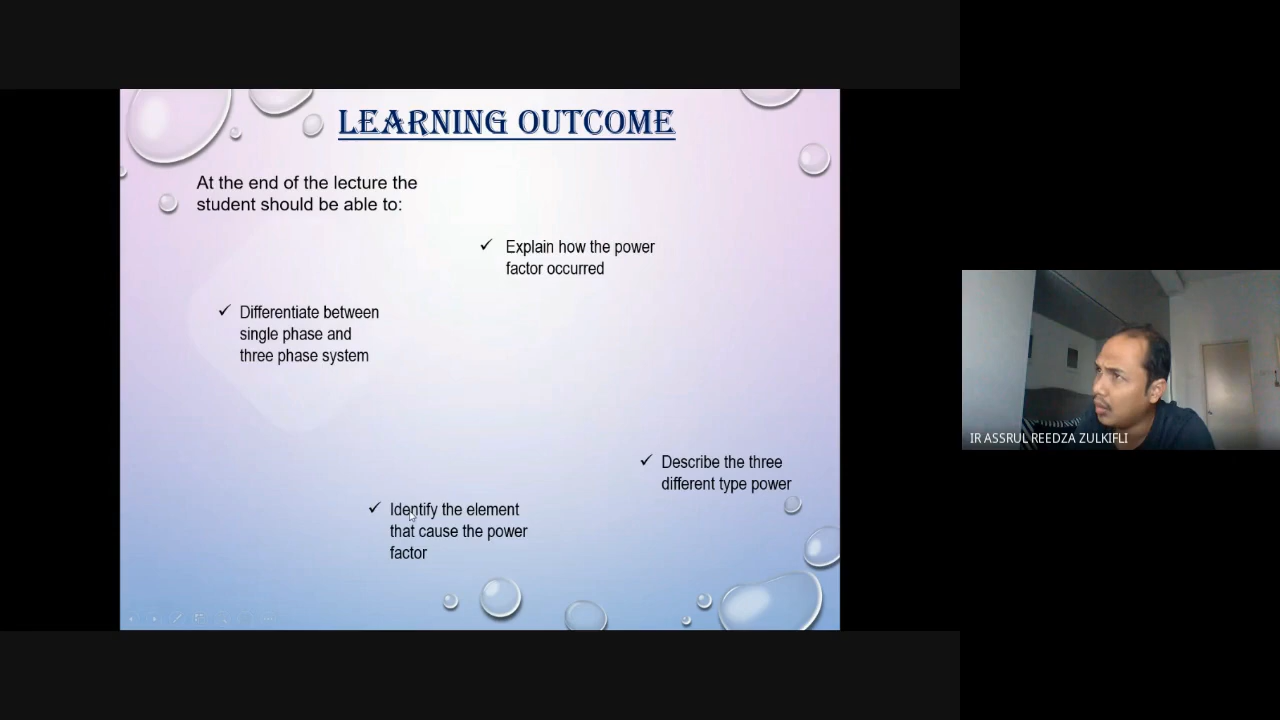 LEARNING OUTCOME
At the end of the lecture the
student should be able to:
✓ Explain how the power
factor occurred
✓ Differentiate between
single phase and
three phase system
✓ Describe the three
different type power
✓ Identify the element
that cause the power
factor
IR ASSRUL REEDZA ZULKIFLI